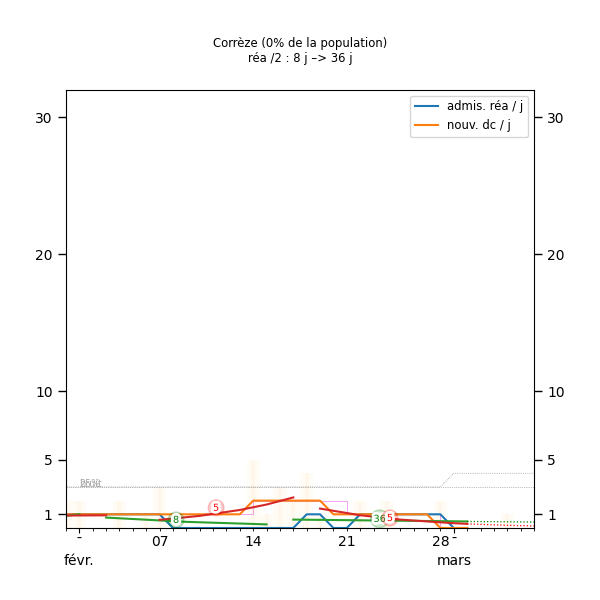 Corrèze (0% de la population)
réa /2 : 8 j –> 36 j
admis. réa / j
nouv. dc / j
30 30
20 20
10 10
5 5
1 1
5
8
36
5
- 07 14 21 28 -
févr. mars